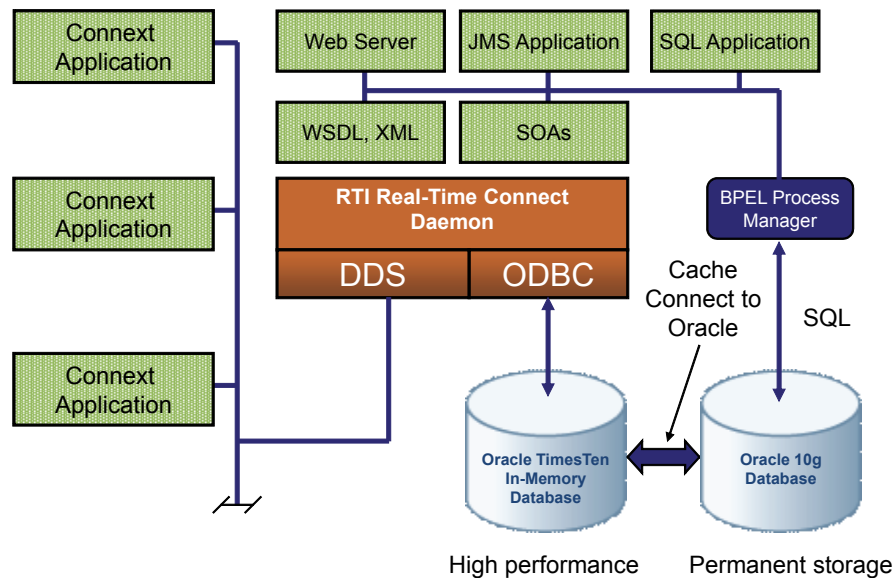 Connext
Application
Web Server
JMS Application
SQL Application
WSDL, XML
SOAs
Connext
Application
RTI Real-Time Connect
Daemon
DDS
ODBC
BPEL Process
Manager
Cache
Connect to
Oracle
SQL
Connext
Application
Oracle TimesTen
In-Memory
Database
Oracle 10g
Database
High performance
Permanent storage